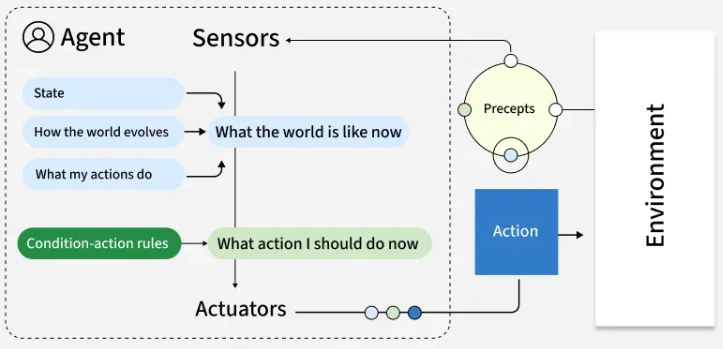 Agent
Sensors
State
How the world evolves
What the world is like now
What my actions do
Condition-action rules
What action I should do now
Actuators
Precepts
Action
Environment